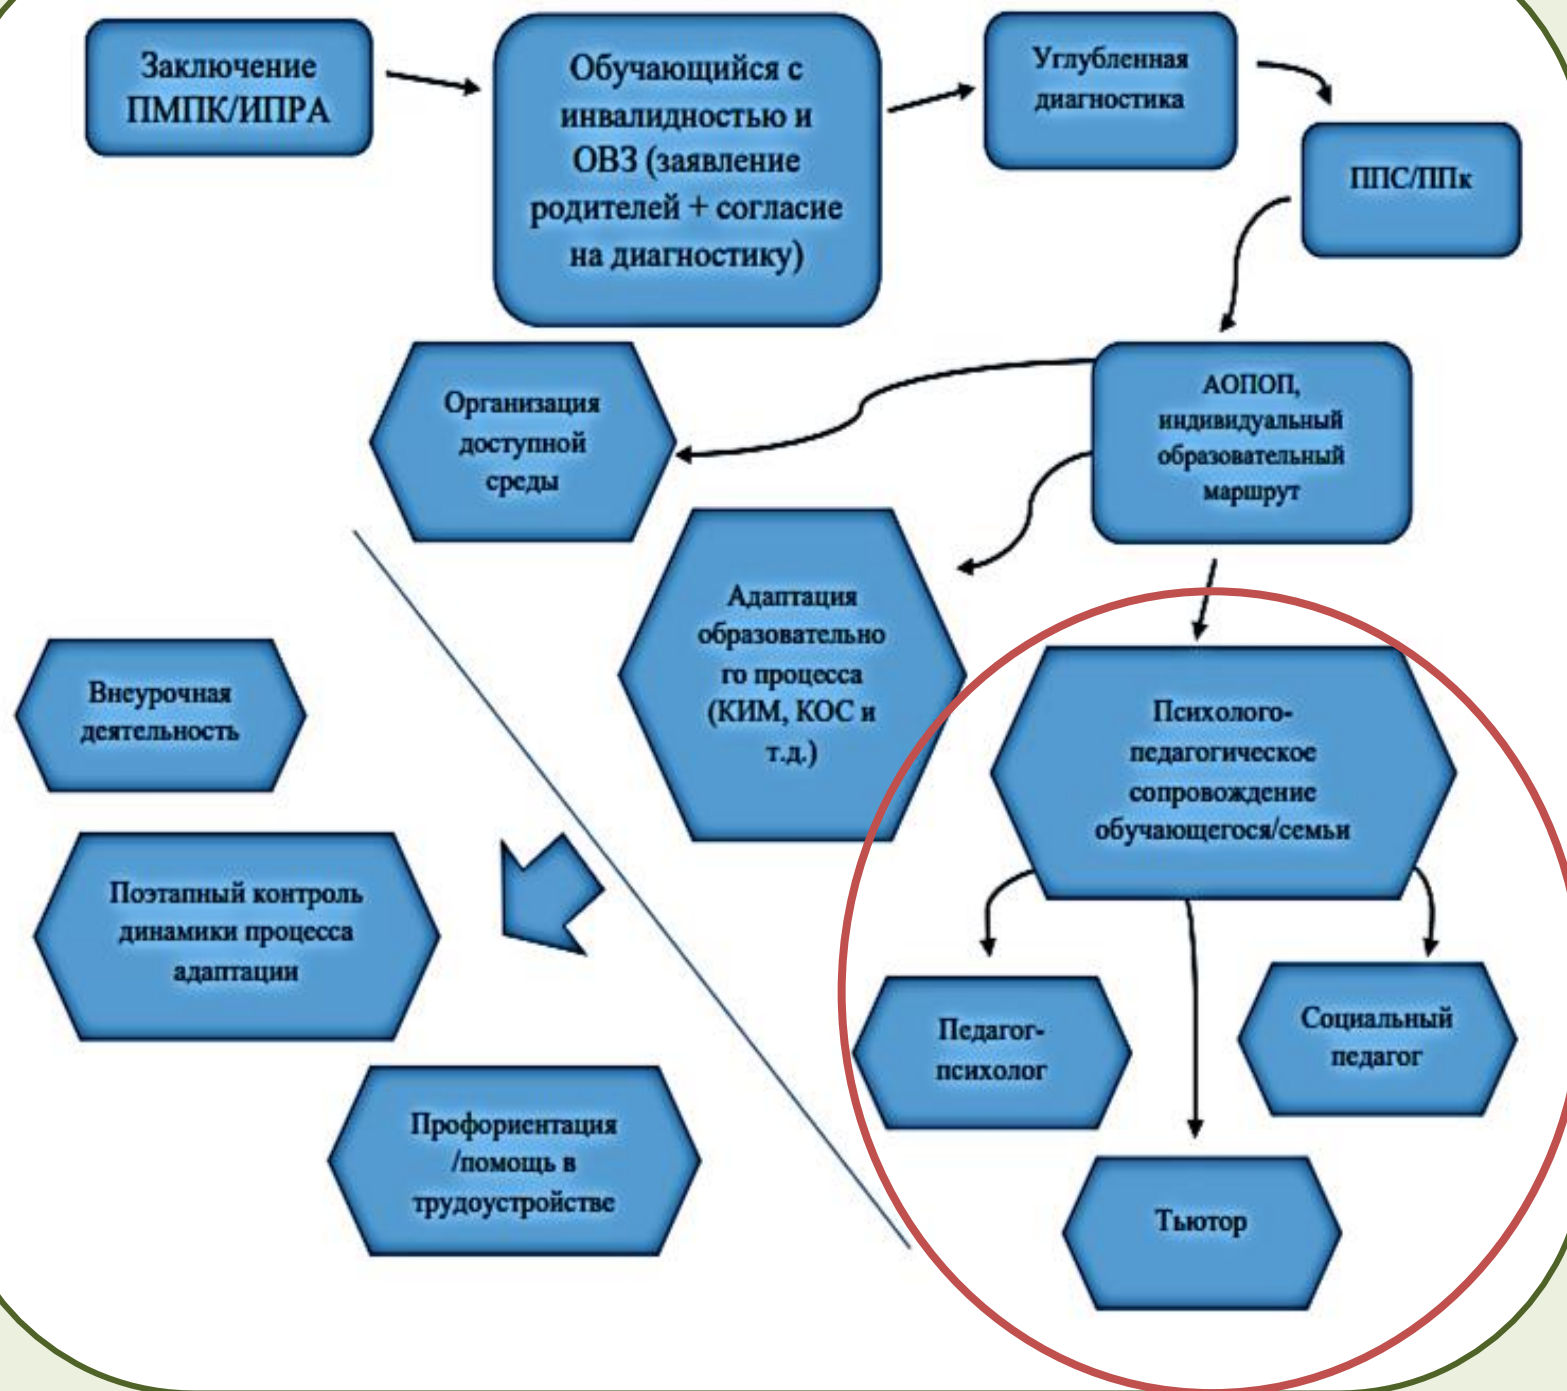 Заключение
ПМПК/ИПРА
Обучающийся с
инвалидностью и
ОВЗ (заявление
родителей + согласие
на диагностику)
Углубленная
диагностика
ППС/ППк
АОПОП,
индивидуальный
образовательный
маршрут
Организация
доступной
среды
Адаптация
образовательно
го процесса
(КИМ, КОС и
т.д.)
Психолого-
педагогическое
сопровождение
обучающегося/семьи
Педагог-
психолог
Социальный
педагог
Тьютор
Внеурочная
деятельность
Поэтапный контроль
динамики процесса
адаптации
Профориентация
/помощь в
трудоустройстве